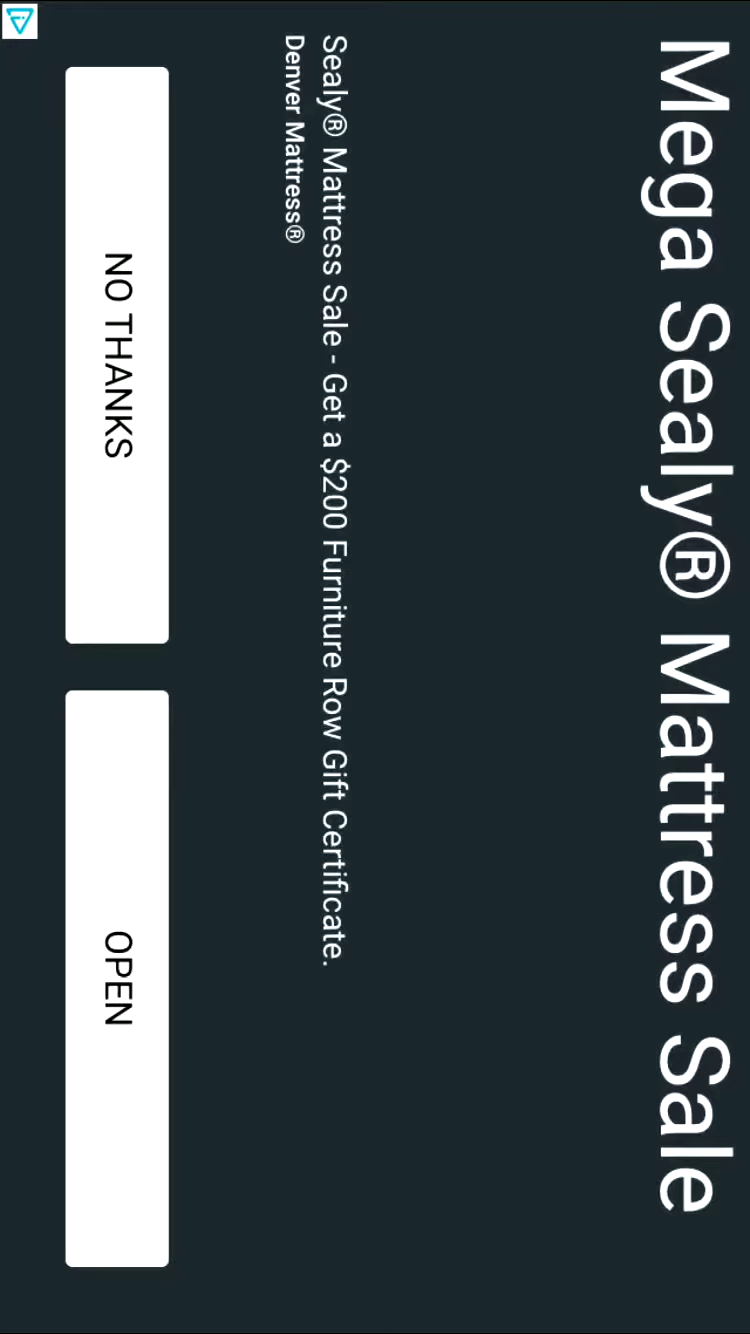 Mega Sealy® Mattress Sale
Sealy® Mattress Sale - Get a $200 Furniture Row Gift Certificate.
Denver Mattress®
NO THANKS
OPEN